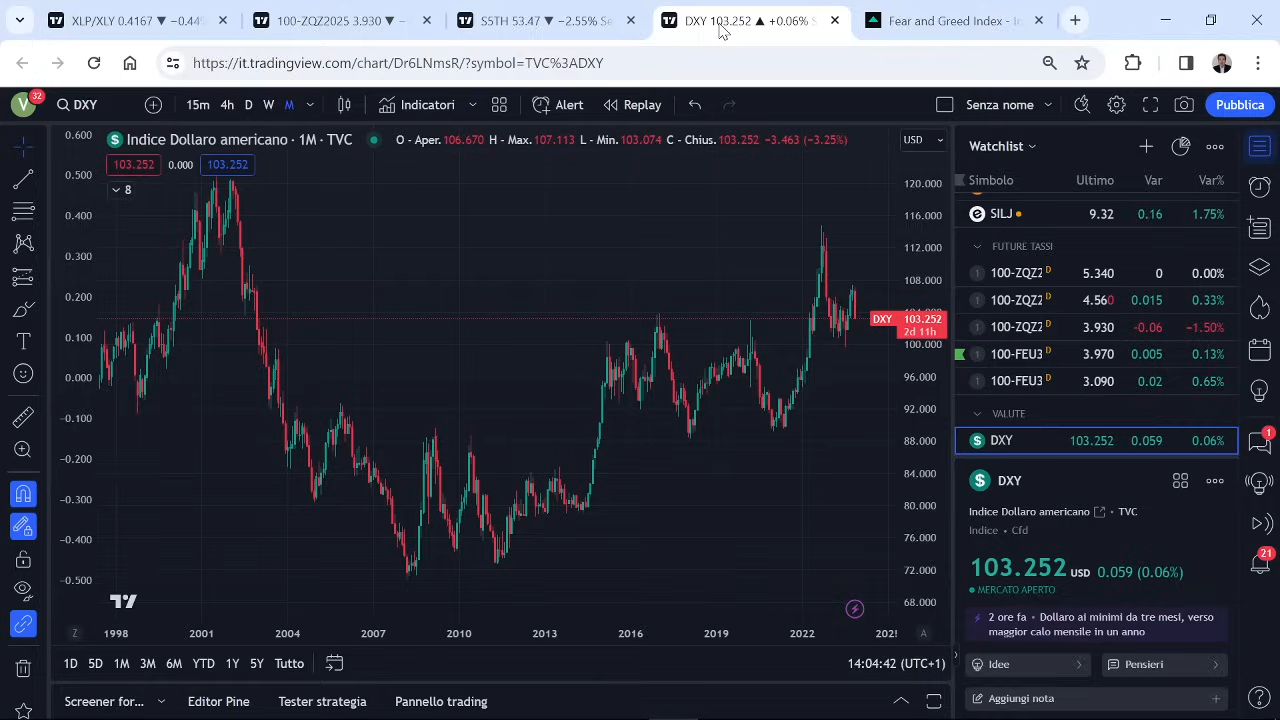 XLP/XLY 0.4167 ▼ −0.44
100-ZQZ2025 3.930 ▼ −
S5TH 53.47 ▼ −2.55% Se
DXY 103.252 ▲ +0.06% S
Fear and Greed Index - In
https://it.tradingview.com/chart/Dr6LNmsR/?symbol=TVC%3ADXY
V 32 DXY 15m 4h D W M Indicatori Alert Replay Senza nome Pubblica
Indice Dollaro americano · 1M · TVC O - Aper. 106.670 H - Max. 107.113 L - Min. 103.074 C - Chius. 103.252 −3.463 (−3.25%) USD
103.252 0.000 103.252
8
0.600
0.500
0.400
0.300
0.200
0.100
0.000
−0.100
−0.200
−0.300
−0.400
−0.500
120.000
116.000
112.000
108.000
DXY 103.252
2d 11h
100.000
96.000
92.000
88.000
84.000
80.000
76.000
72.000
68.000
Z 1998 2001 2004 2007 2010 2013 2016 2019 2022 A
1D 5D 1M 3M 6M YTD 1Y 5Y Tutto 14:04:42 (UTC+1)
Screener for... Editor Pine Tester strategia Pannello trading
Watchlist
Simbolo Ultimo Var Var%
SILJ 9.32 0.16 1.75%
FUTURE TASSI
1 100-ZQZ2 D 5.340 0 0.00%
1 100-ZQZ2 D 4.560 0.015 0.33%
1 100-ZQZ2 D 3.930 −0.06 −1.50%
1 100-FEU3 D 3.970 0.005 0.13%
1 100-FEU3 D 3.090 0.02 0.65%
VALUTE
DXY 103.252 0.059 0.06%
DXY
Indice Dollaro americano • TVC
Indice • Cfd
103.252 USD 0.059 (0.06%)
MERCATO APERTO
2 ore fa • Dollaro ai minimi da tre mesi, verso
maggior calo mensile in un anno
Idee Pensieri
Aggiungi nota
1
21